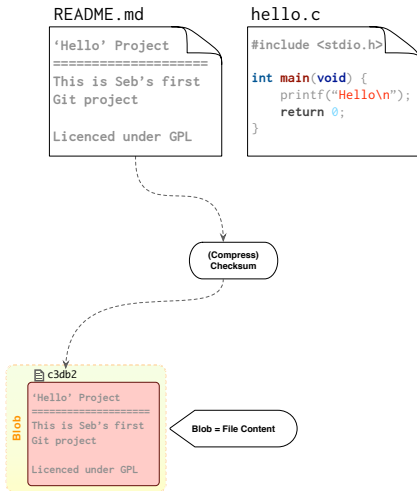 README.md
‘Hello’ Project
====================
This is Seb’s first
Git project
Licenced under GPL
hello.c
#include <stdio.h>
int main(void) {
printf(“Hello\n”);
return 0;
}
(Compress)
Checksum
c3db2
Blob
‘Hello’ Project
====================
This is Seb’s first
Git project
Licenced under GPL
Blob = File Content